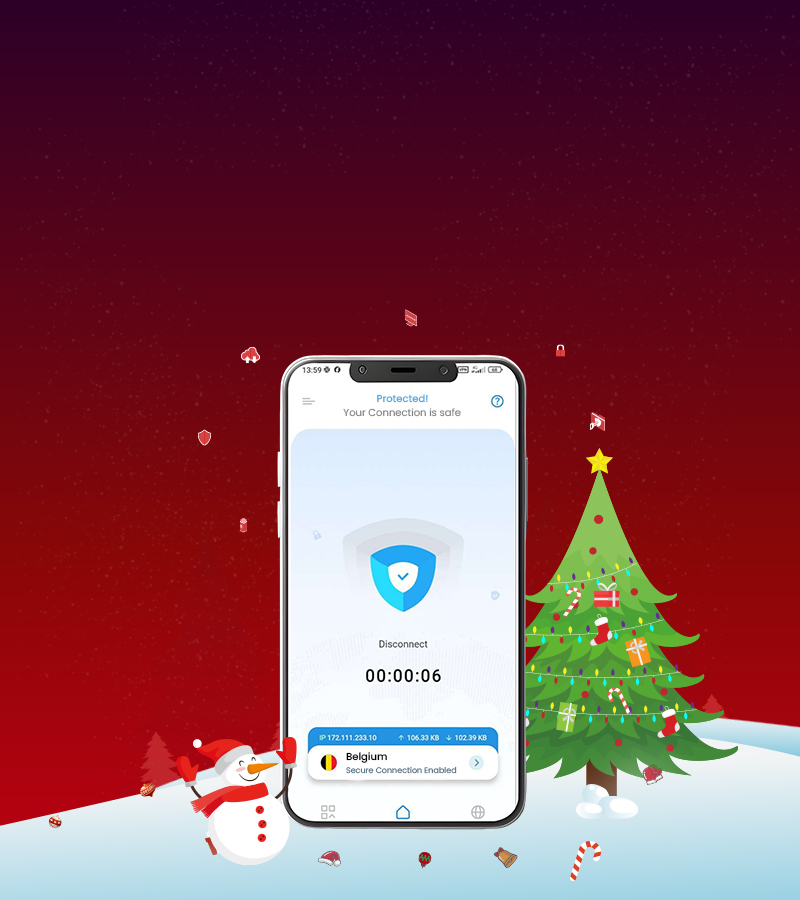 13:59
Protected!
Your Connection is safe
Disconnect
00:00:06
IP 172.111.233.10 ↑ 106.33 KB ↓ 102.39 KB
Belgium
Secure Connection Enabled